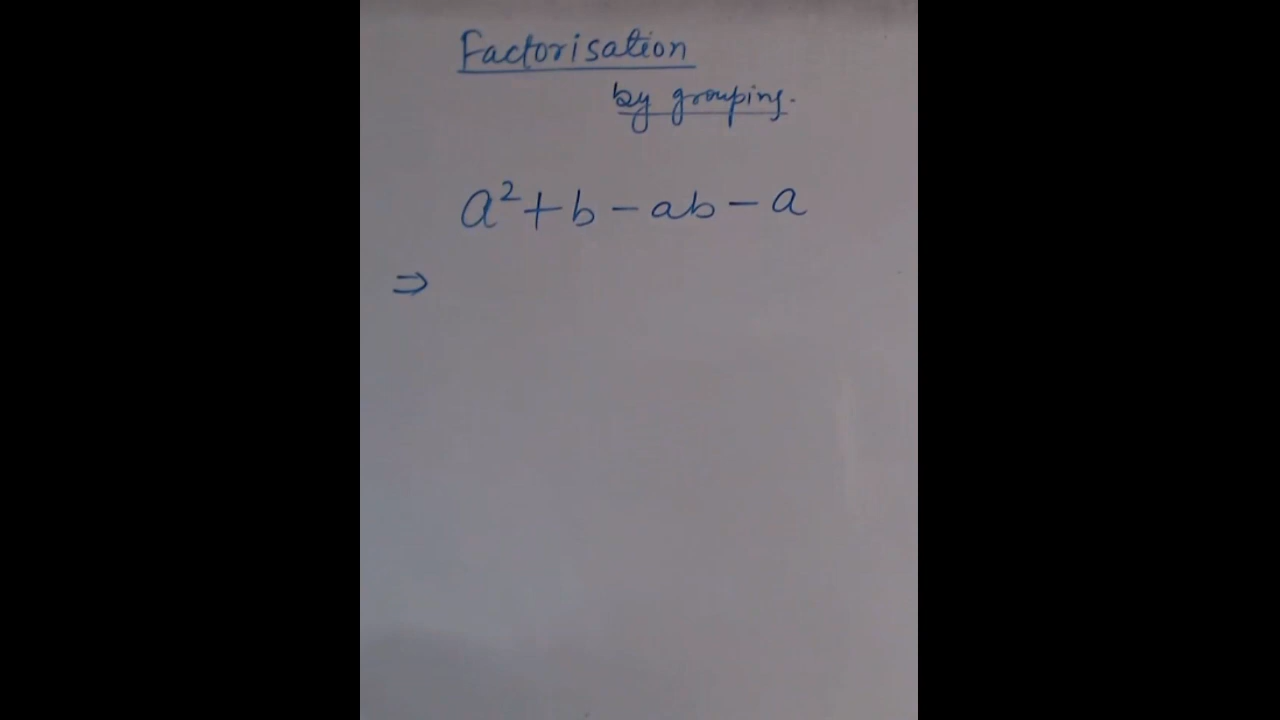 Factorisation
by grouping.
a² + b - ab - a
⇒